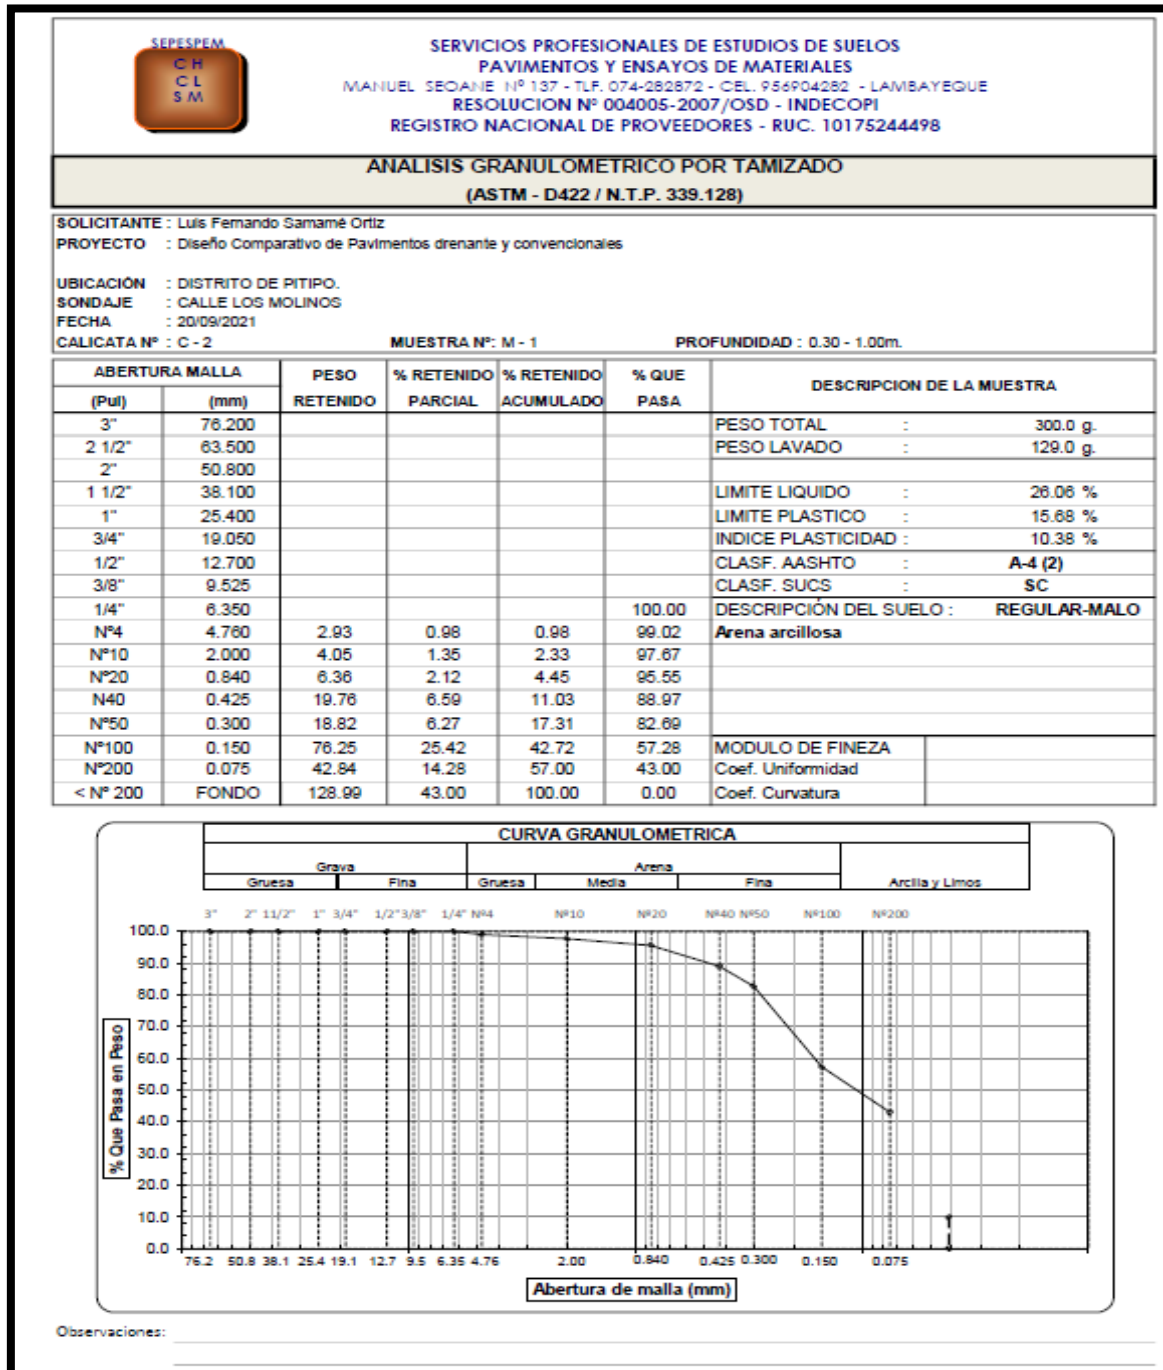 SEPESPEM
C H
C L
S M
SERVICIOS PROFESIONALES DE ESTUDIOS DE SUELOS
PAVIMENTOS Y ENSAYOS DE MATERIALES
MANUEL SEOANE Nº 137 - TLF. 074-282872 - CEL. 956904282 - LAMBAYEQUE
RESOLUCION Nº 004005-2007/OSD - INDECOPI
REGISTRO NACIONAL DE PROVEEDORES - RUC. 10175244498
ANALISIS GRANULOMETRICO POR TAMIZADO
(ASTM - D422 / N.T.P. 339.128)
SOLICITANTE : Luis Fernando Samamé Ortiz
PROYECTO : Diseño Comparativo de Pavimentos drenante y convencionales
UBICACIÓN : DISTRITO DE PITIPO.
SONDAJE : CALLE LOS MOLINOS
FECHA : 20/09/2021
CALICATA Nº : C - 2 MUESTRA Nº: M - 1 PROFUNDIDAD : 0.30 - 1.00m.
ABERTURA MALLA PESO % RETENIDO % RETENIDO % QUE DESCRIPCION DE LA MUESTRA
(Pul) (mm) RETENIDO PARCIAL ACUMULADO PASA
3" 76.200 PESO TOTAL : 300.0 g.
2 1/2" 63.500 PESO LAVADO : 129.0 g.
2" 50.800
1 1/2" 38.100 LIMITE LIQUIDO : 26.06 %
1" 25.400 LIMITE PLASTICO : 15.68 %
3/4" 19.050 INDICE PLASTICIDAD : 10.38 %
1/2" 12.700 CLASF. AASHTO : A-4 (2)
3/8" 9.525 CLASF. SUCS : SC
1/4" 6.350 100.00 DESCRIPCIÓN DEL SUELO : REGULAR-MALO
Nº4 4.760 2.93 0.98 0.98 99.02 Arena arcillosa
Nº10 2.000 4.05 1.35 2.33 97.67
Nº20 0.840 6.36 2.12 4.45 95.55
N40 0.425 19.76 6.59 11.03 88.97
Nº50 0.300 18.82 6.27 17.31 82.69
Nº100 0.150 76.25 25.42 42.72 57.28 MODULO DE FINEZA
Nº200 0.075 42.84 14.28 57.00 43.00 Coef. Uniformidad
< Nº 200 FONDO 128.99 43.00 100.00 0.00 Coef. Curvatura
CURVA GRANULOMETRICA
Grava Arena
Gruesa Fina Gruesa Media Fina Arcilla y Limos
3" 2" 11/2" 1" 3/4" 1/2" 3/8" 1/4" Nº4 Nº10 Nº20 Nº40 Nº50 Nº100 Nº200
100.0
90.0
80.0
70.0
60.0
50.0
40.0
30.0
20.0
10.0
0.0
% Que Pasa en Peso
76.2 50.8 38.1 25.4 19.1 12.7 9.5 6.35 4.76 2.00 0.840 0.425 0.300 0.150 0.075
Abertura de malla (mm)
Observaciones: